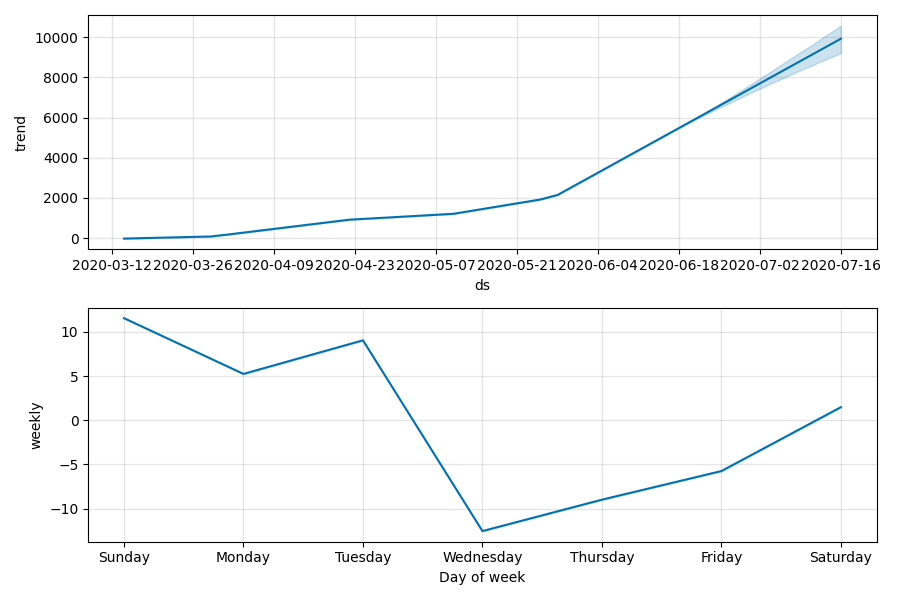 10000
8000
6000
4000
2000
0
trend
2020-03-12 2020-03-26 2020-04-09 2020-04-23 2020-05-07 2020-05-21 2020-06-04 2020-06-18 2020-07-02 2020-07-16
ds
10
5
0
−5
−10
weekly
Sunday Monday Tuesday Wednesday Thursday Friday Saturday
Day of week